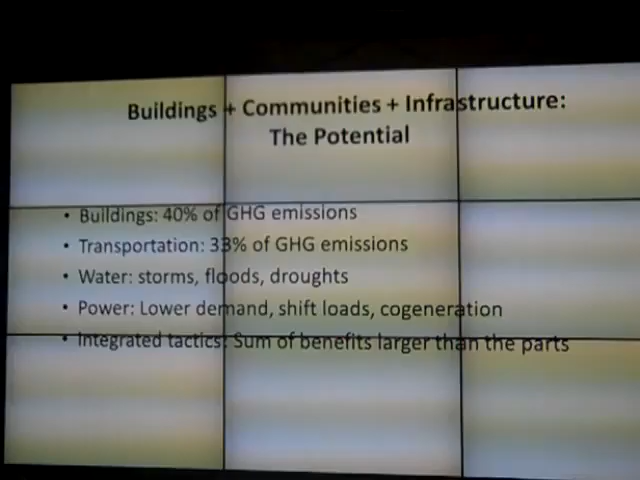 Buildings + Communities + Infrastructure:
The Potential
• Buildings: 40% of GHG emissions
• Transportation: 33% of GHG emissions
• Water: storms, floods, droughts
• Power: Lower demand, shift loads, cogeneration
• Integrated tactics: Sum of benefits larger than the parts